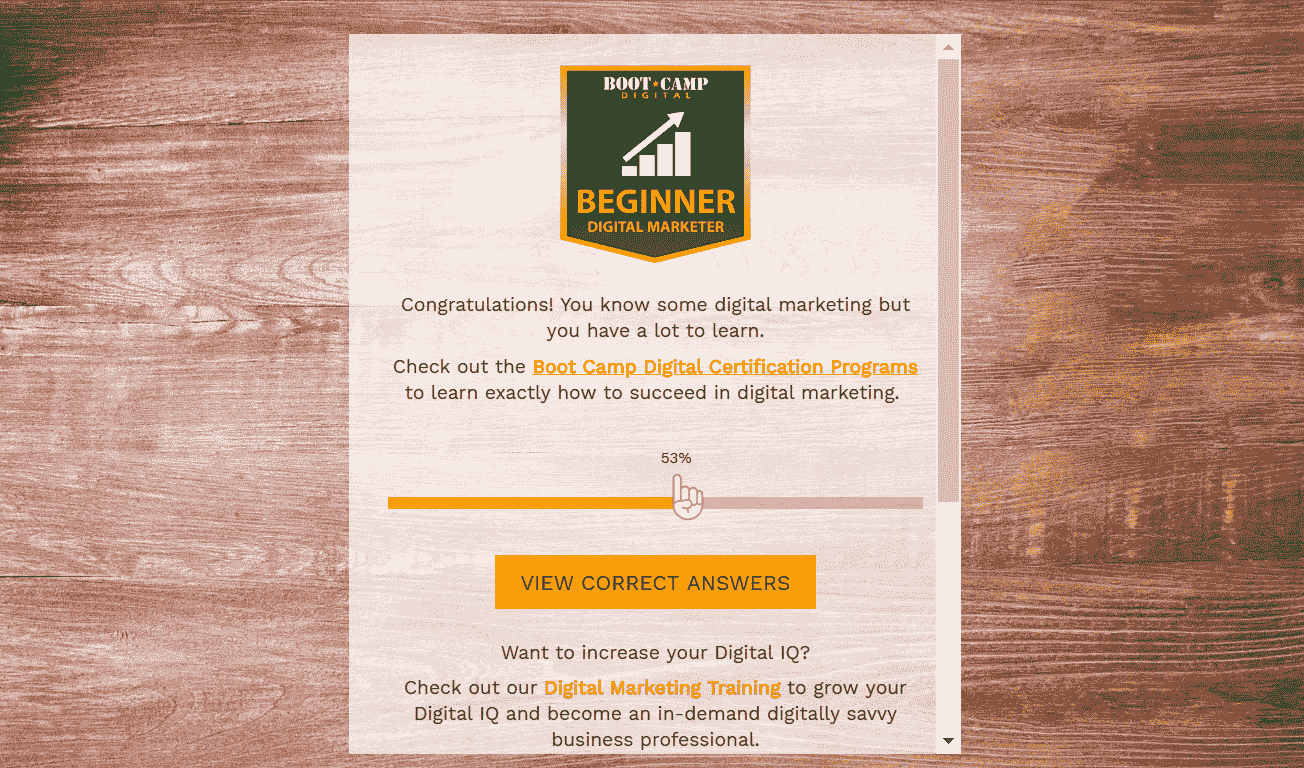 BOOT★CAMP
DIGITAL
BEGINNER
DIGITAL MARKETER
Congratulations! You know some digital marketing but
you have a lot to learn.
Check out the Boot Camp Digital Certification Programs
to learn exactly how to succeed in digital marketing.
53%
VIEW CORRECT ANSWERS
Want to increase your Digital IQ?
Check out our Digital Marketing Training to grow your
Digital IQ and become an in-demand digitally savvy
business professional.